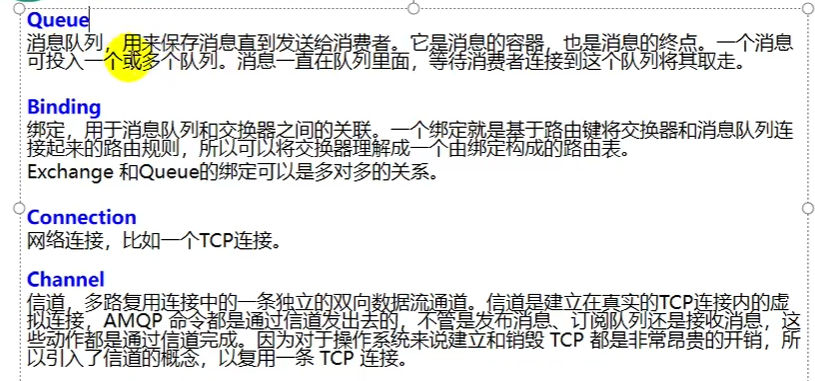 Queue
消息队列，用来保存消息直到发送给消费者。它是消息的容器，也是消息的终点。一个消息
可投入一个或多个队列。消息一直在队列里面，等待消费者连接到这个队列将其取走。
Binding
绑定，用于消息队列和交换器之间的关联。一个绑定就是基于路由键将交换器和消息队列连
接起来的路由规则，所以可以将交换器理解成一个由绑定构成的路由表。
Exchange 和Queue的绑定可以是多对多的关系。
Connection
网络连接，比如一个TCP连接。
Channel
信道，多路复用连接中的一条独立的双向数据流通道。信道是建立在真实的TCP连接内的虚
拟连接，AMQP 命令都是通过信道发出去的，不管是发布消息、订阅队列还是接收消息，这
些动作都是通过信道完成。因为对于操作系统来说建立和销毁 TCP 都是非常昂贵的开销，所
以引入了信道的概念，以复用一条 TCP 连接。